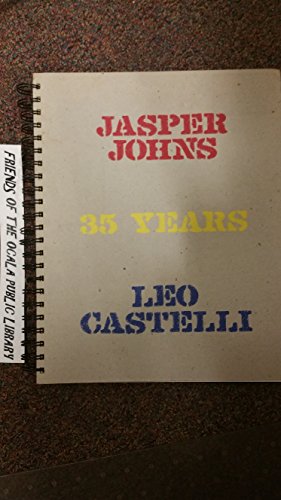 JASPER
JOHNS
35 YEARS
LEO
CASTELLI
FRIENDS OF THE OCALA PUBLIC LIBRARY